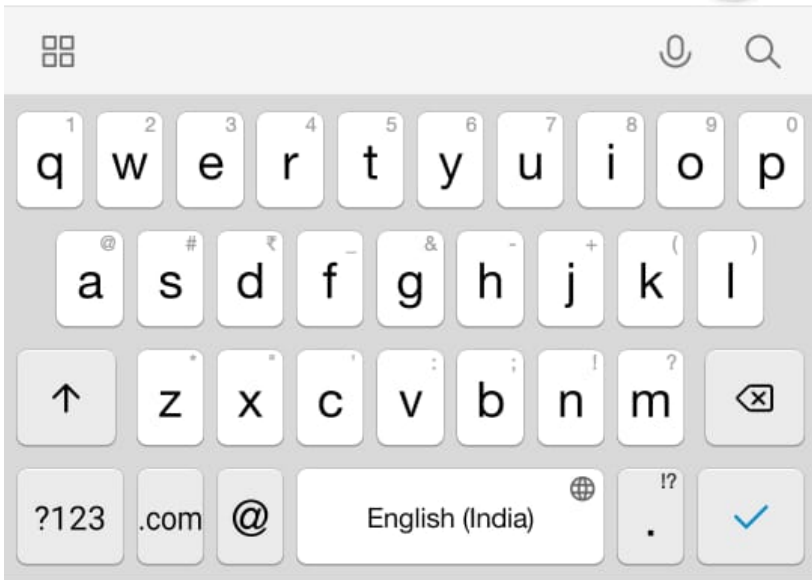 1 2 3 4 5 6 7 8 9 0
q w e r t y u i o p
@ # ₹ _ & - + ( )
a s d f g h j k l
* " ' : ; ! ?
z x c v b n m
!?
?123 .com @ English (India) .